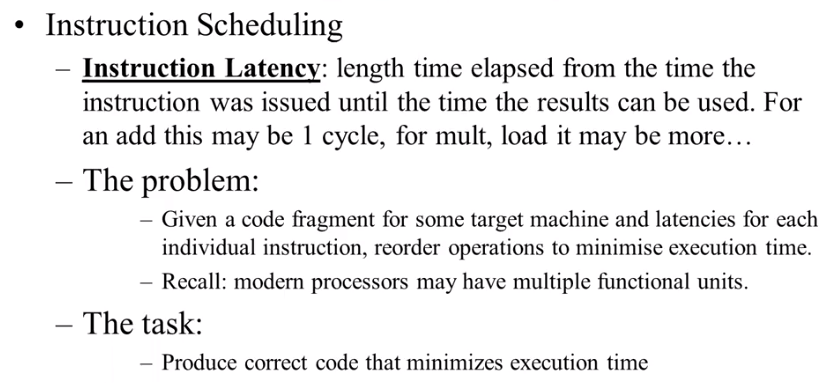 • Instruction Scheduling
– Instruction Latency: length time elapsed from the time the
instruction was issued until the time the results can be used. For
an add this may be 1 cycle, for mult, load it may be more…
– The problem:
– Given a code fragment for some target machine and latencies for each
individual instruction, reorder operations to minimise execution time.
– Recall: modern processors may have multiple functional units.
– The task:
– Produce correct code that minimizes execution time